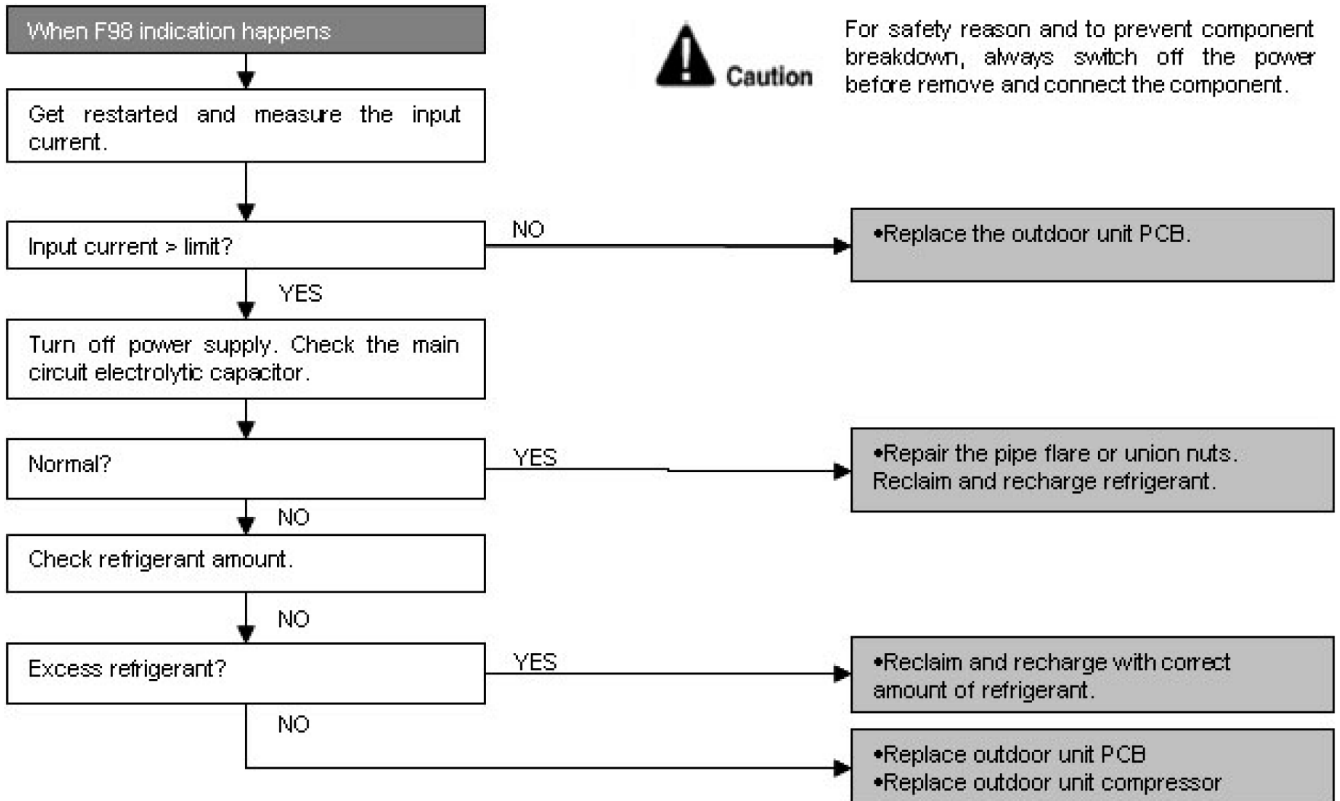 When F98 indication happens
Caution
For safety reason and to prevent component
breakdown, always switch off the power
before remove and connect the component.
Get restarted and measure the input
current.
Input current > limit?
NO
•Replace the outdoor unit PCB.
YES
Turn off power supply. Check the main
circuit electrolytic capacitor.
Normal?
YES
•Repair the pipe flare or union nuts.
Reclaim and recharge refrigerant.
NO
Check refrigerant amount.
NO
Excess refrigerant?
YES
•Reclaim and recharge with correct
amount of refrigerant.
NO
•Replace outdoor unit PCB
•Replace outdoor unit compressor